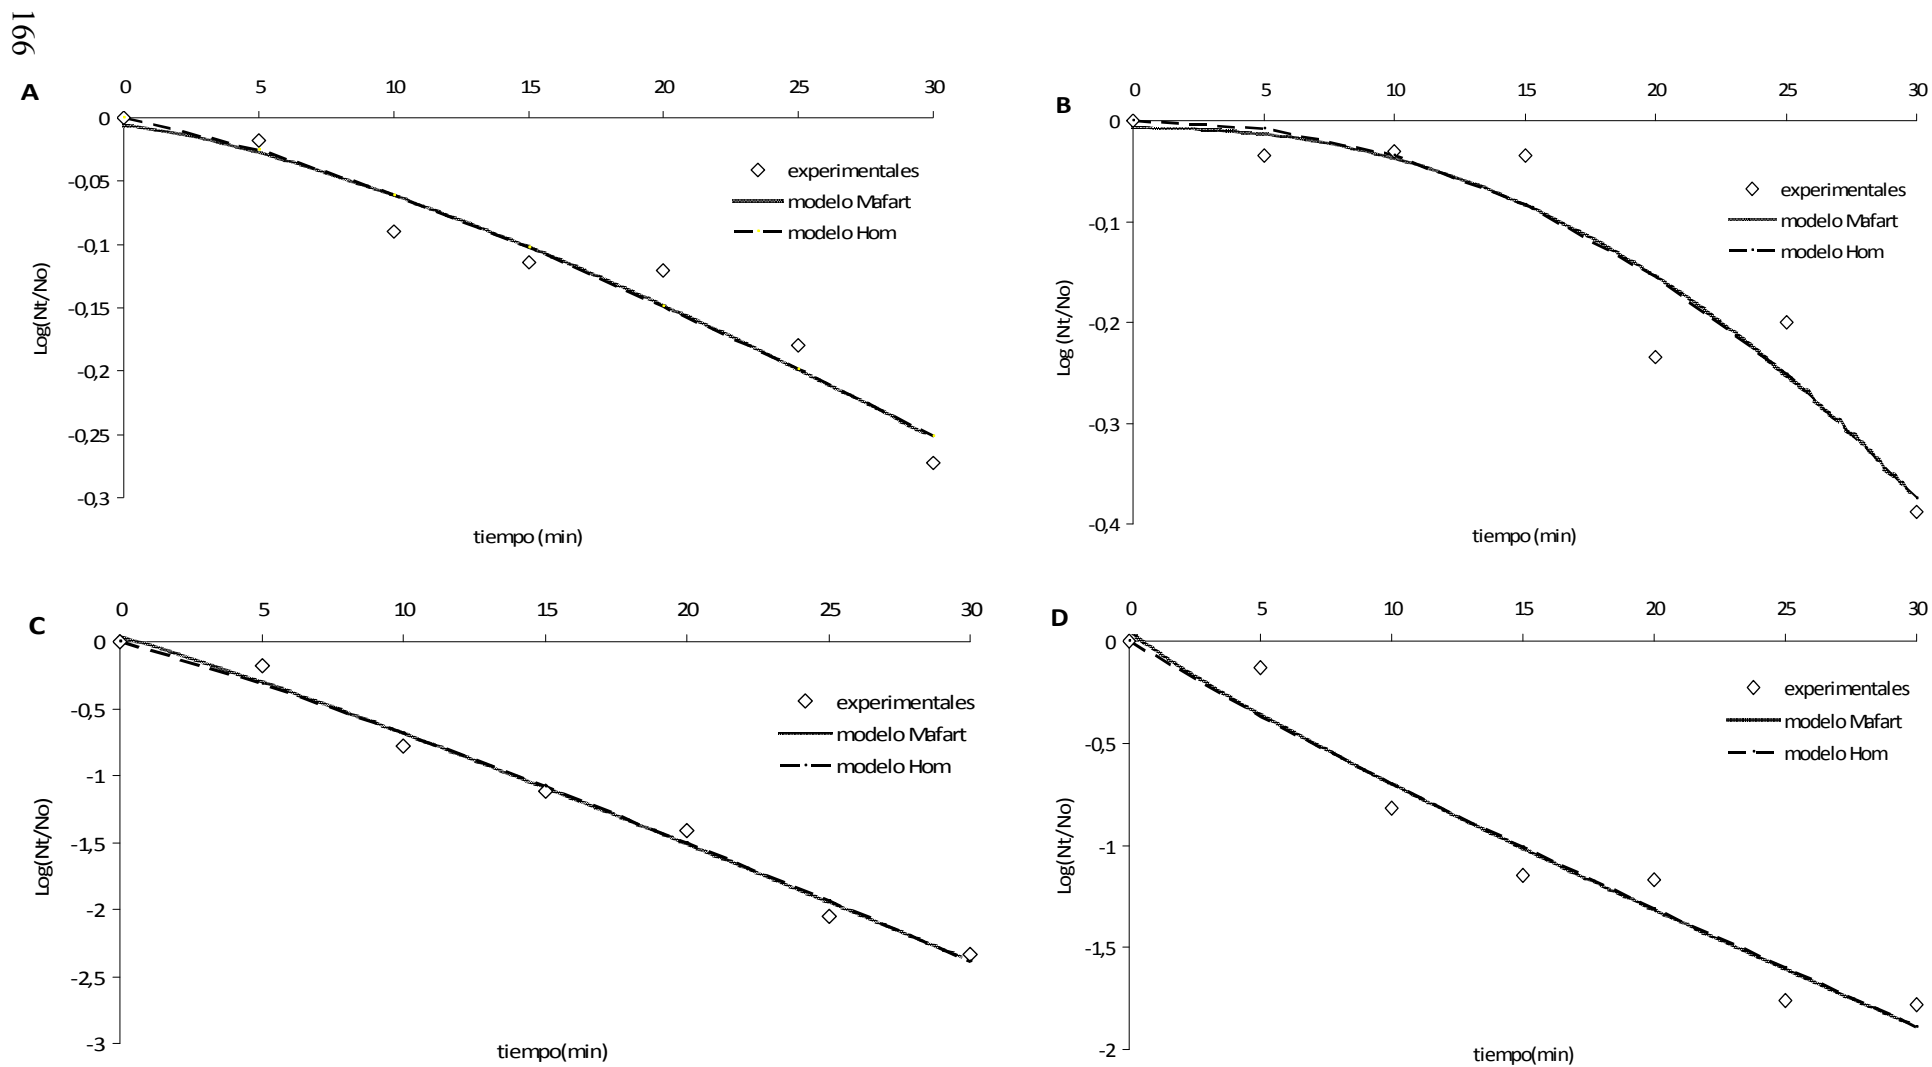 166
A
0 5 10 15 20 25 30
0
-0,05
-0,1
-0,15
-0,2
-0,25
-0,3
Log(Nt/No)
experimentales
modelo Mafart
modelo Hom
tiempo (min)
B
0 5 10 15 20 25 30
0
-0,1
-0,2
-0,3
-0,4
Log (Nt/No)
experimentales
modelo Mafart
modelo Hom
tiempo (min)
C
0 5 10 15 20 25 30
0
-0,5
-1
-1,5
-2
-2,5
-3
Log(Nt/No)
experimentales
modelo Mafart
modelo Hom
tiempo(min)
D
0 5 10 15 20 25 30
0
-0,5
-1
-1,5
-2
Log(Nt/No)
experimentales
modelo Mafart
modelo Hom
tiempo(min)